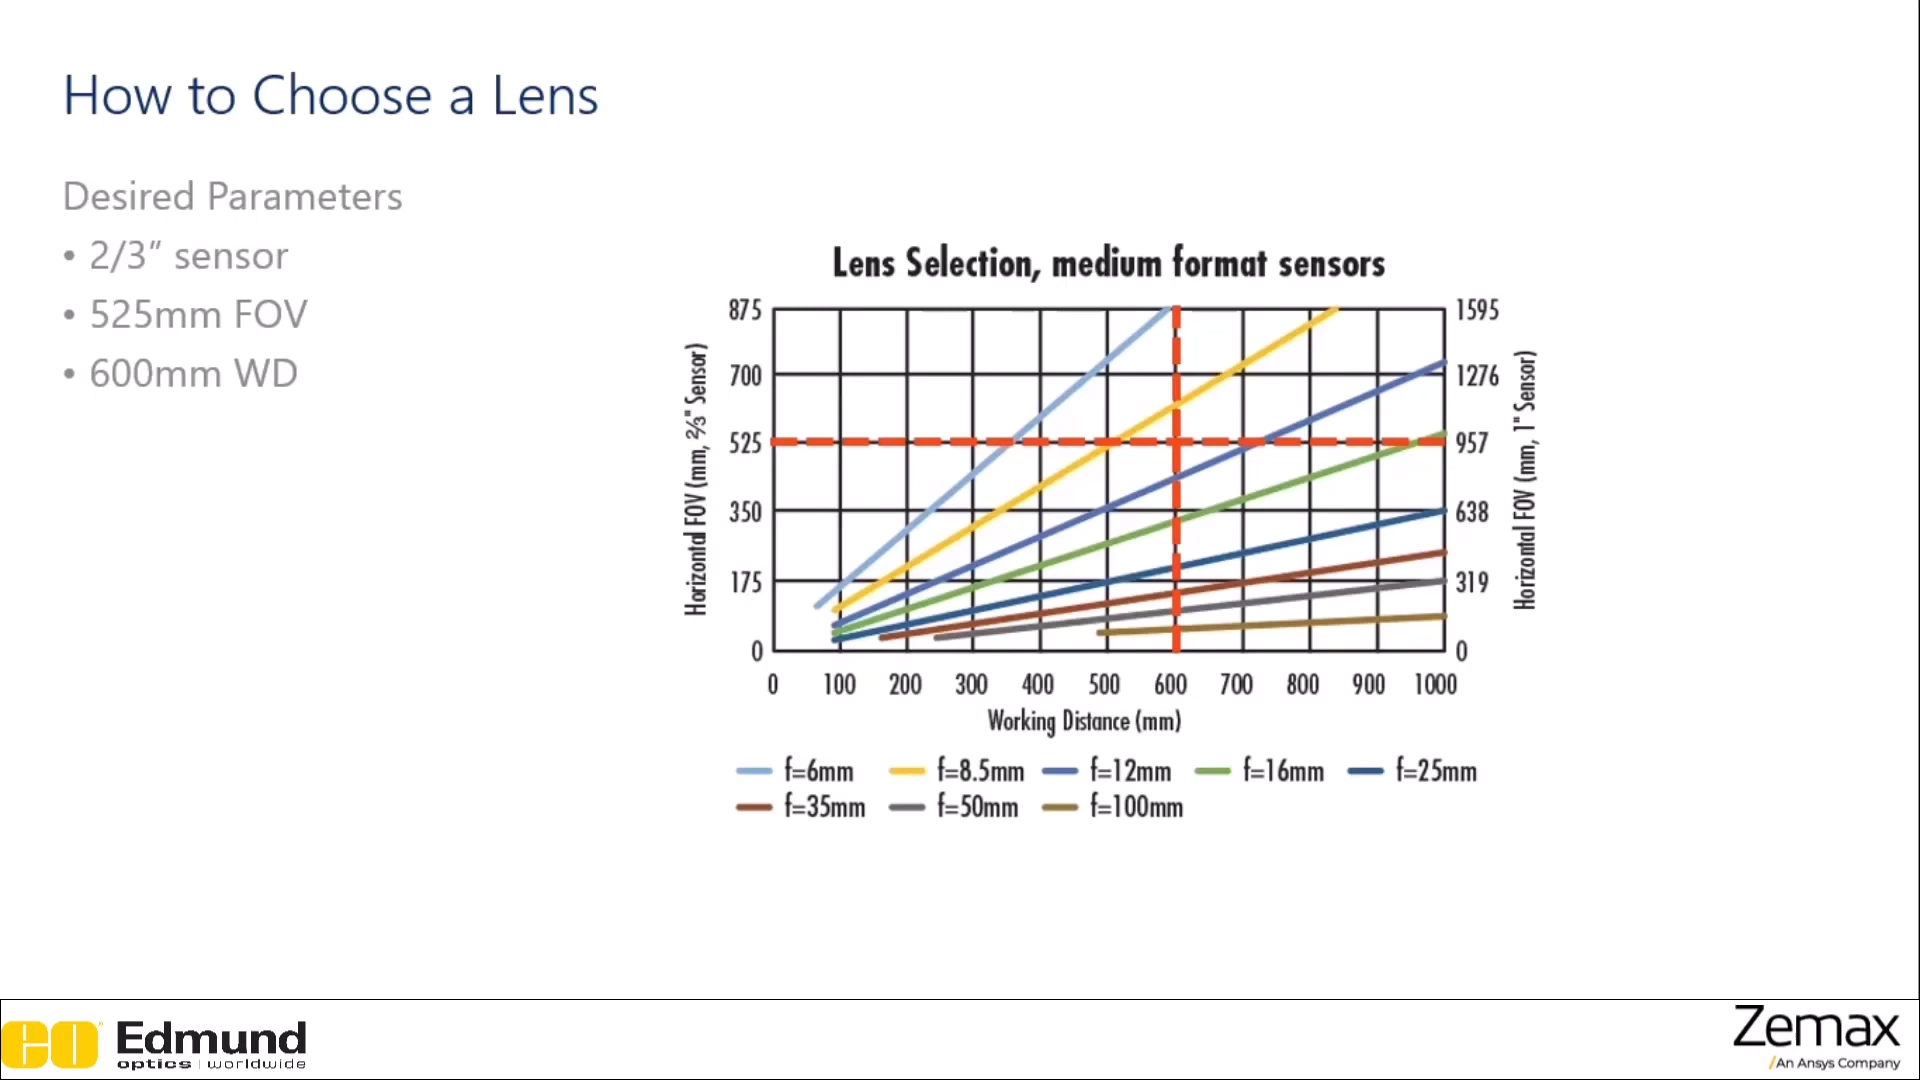 How to Choose a Lens
Desired Parameters
• 2/3” sensor
• 525mm FOV
• 600mm WD
Lens Selection, medium format sensors
Horizontal FOV (mm, ⅔" Sensor)
875
700
525
350
175
0
1595
1276
957
638
319
0
Horizontal FOV (mm, 1" Sensor)
0 100 200 300 400 500 600 700 800 900 1000
Working Distance (mm)
f=6mm f=8.5mm f=12mm f=16mm f=25mm
f=35mm f=50mm f=100mm
EO Edmund
optics | worldwide
Zemax
An Ansys Company